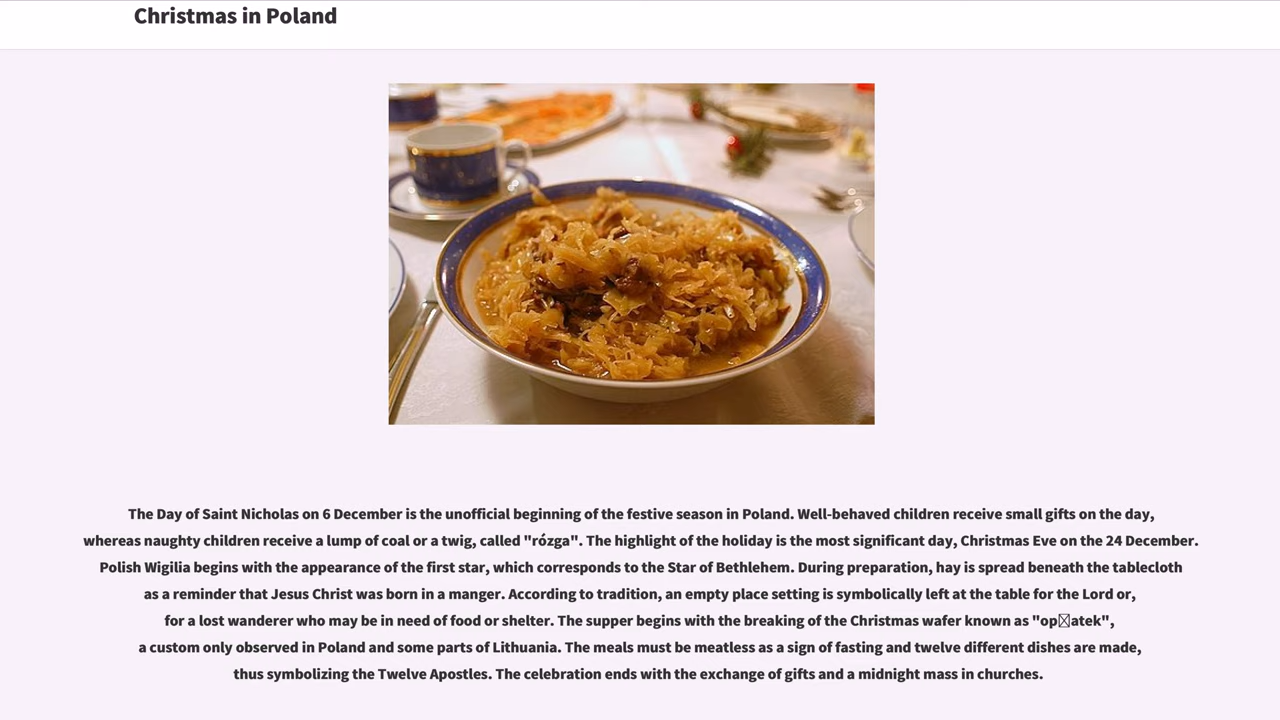 Christmas in Poland
The Day of Saint Nicholas on 6 December is the unofficial beginning of the festive season in Poland. Well-behaved children receive small gifts on the day,
whereas naughty children receive a lump of coal or a twig, called "rózga". The highlight of the holiday is the most significant day, Christmas Eve on the 24 December.
Polish Wigilia begins with the appearance of the first star, which corresponds to the Star of Bethlehem. During preparation, hay is spread beneath the tablecloth
as a reminder that Jesus Christ was born in a manger. According to tradition, an empty place setting is symbolically left at the table for the Lord or,
for a lost wanderer who may be in need of food or shelter. The supper begins with the breaking of the Christmas wafer known as "op☒atek",
a custom only observed in Poland and some parts of Lithuania. The meals must be meatless as a sign of fasting and twelve different dishes are made,
thus symbolizing the Twelve Apostles. The celebration ends with the exchange of gifts and a midnight mass in churches.